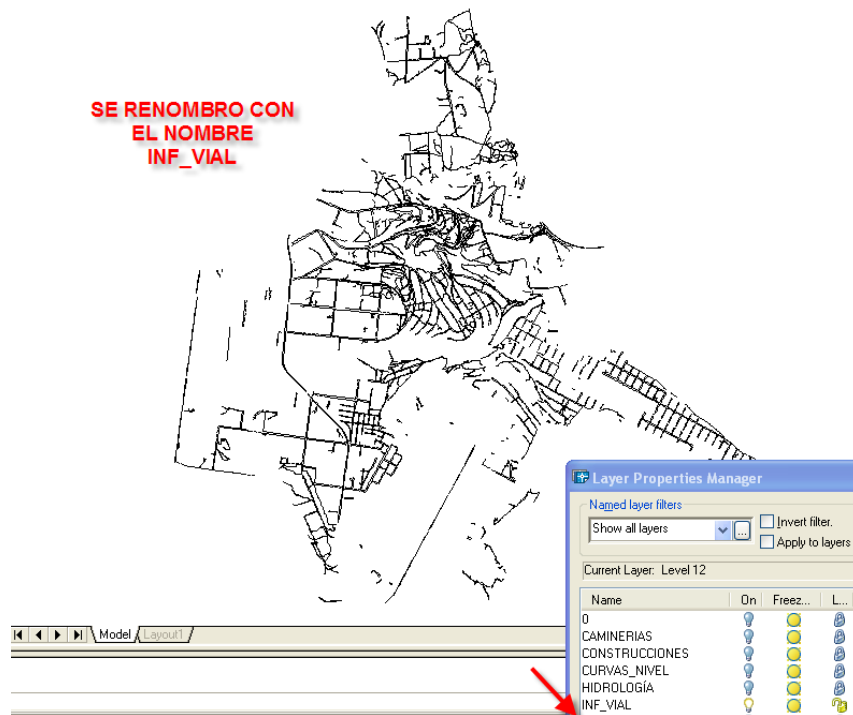 SE RENOMBRO CON
EL NOMBRE
INF_VIAL
Layer Properties Manager
Named layer filters
Show all layers
...
Invert filter.
Apply to layers
Current Layer: Level 12
Name On Freez... L...
0
CAMINERIAS
CONSTRUCCIONES
CURVAS_NIVEL
HIDROLOGÍA
INF_VIAL
Model Layout1